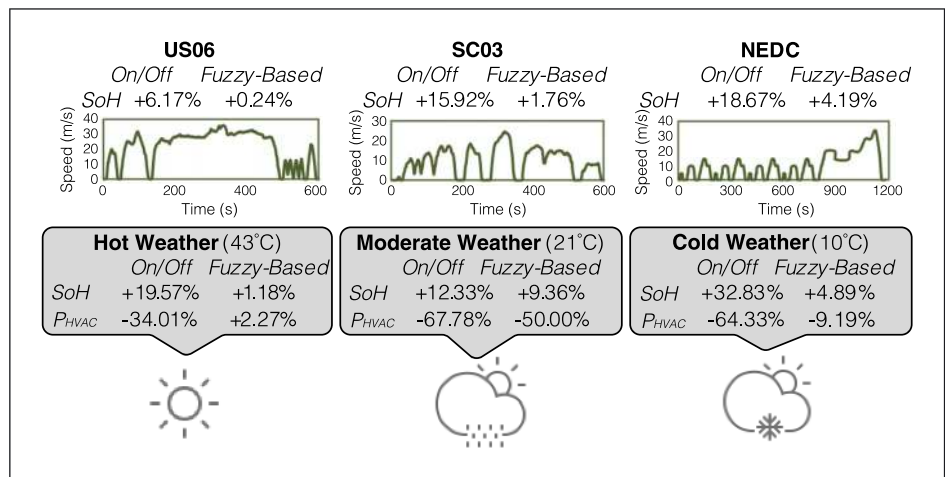 US06
On/Off Fuzzy-Based
SoH +6.17% +0.24%
Speed (m/s)
40
30
20
10
0
0 200 400 600
Time (s)
SC03
On/Off Fuzzy-Based
SoH +15.92% +1.76%
Speed (m/s)
30
20
10
0
0 200 400 600
Time (s)
NEDC
On/Off Fuzzy-Based
SoH +18.67% +4.19%
Speed (m/s)
40
30
20
10
0
0 300 600 900 1200
Time (s)
Hot Weather (43°C)
On/Off Fuzzy-Based
SoH +19.57% +1.18%
PHVAC -34.01% +2.27%
Moderate Weather (21°C)
On/Off Fuzzy-Based
SoH +12.33% +9.36%
PHVAC -67.78% -50.00%
Cold Weather (10°C)
On/Off Fuzzy-Based
SoH +32.83% +4.89%
PHVAC -64.33% -9.19%